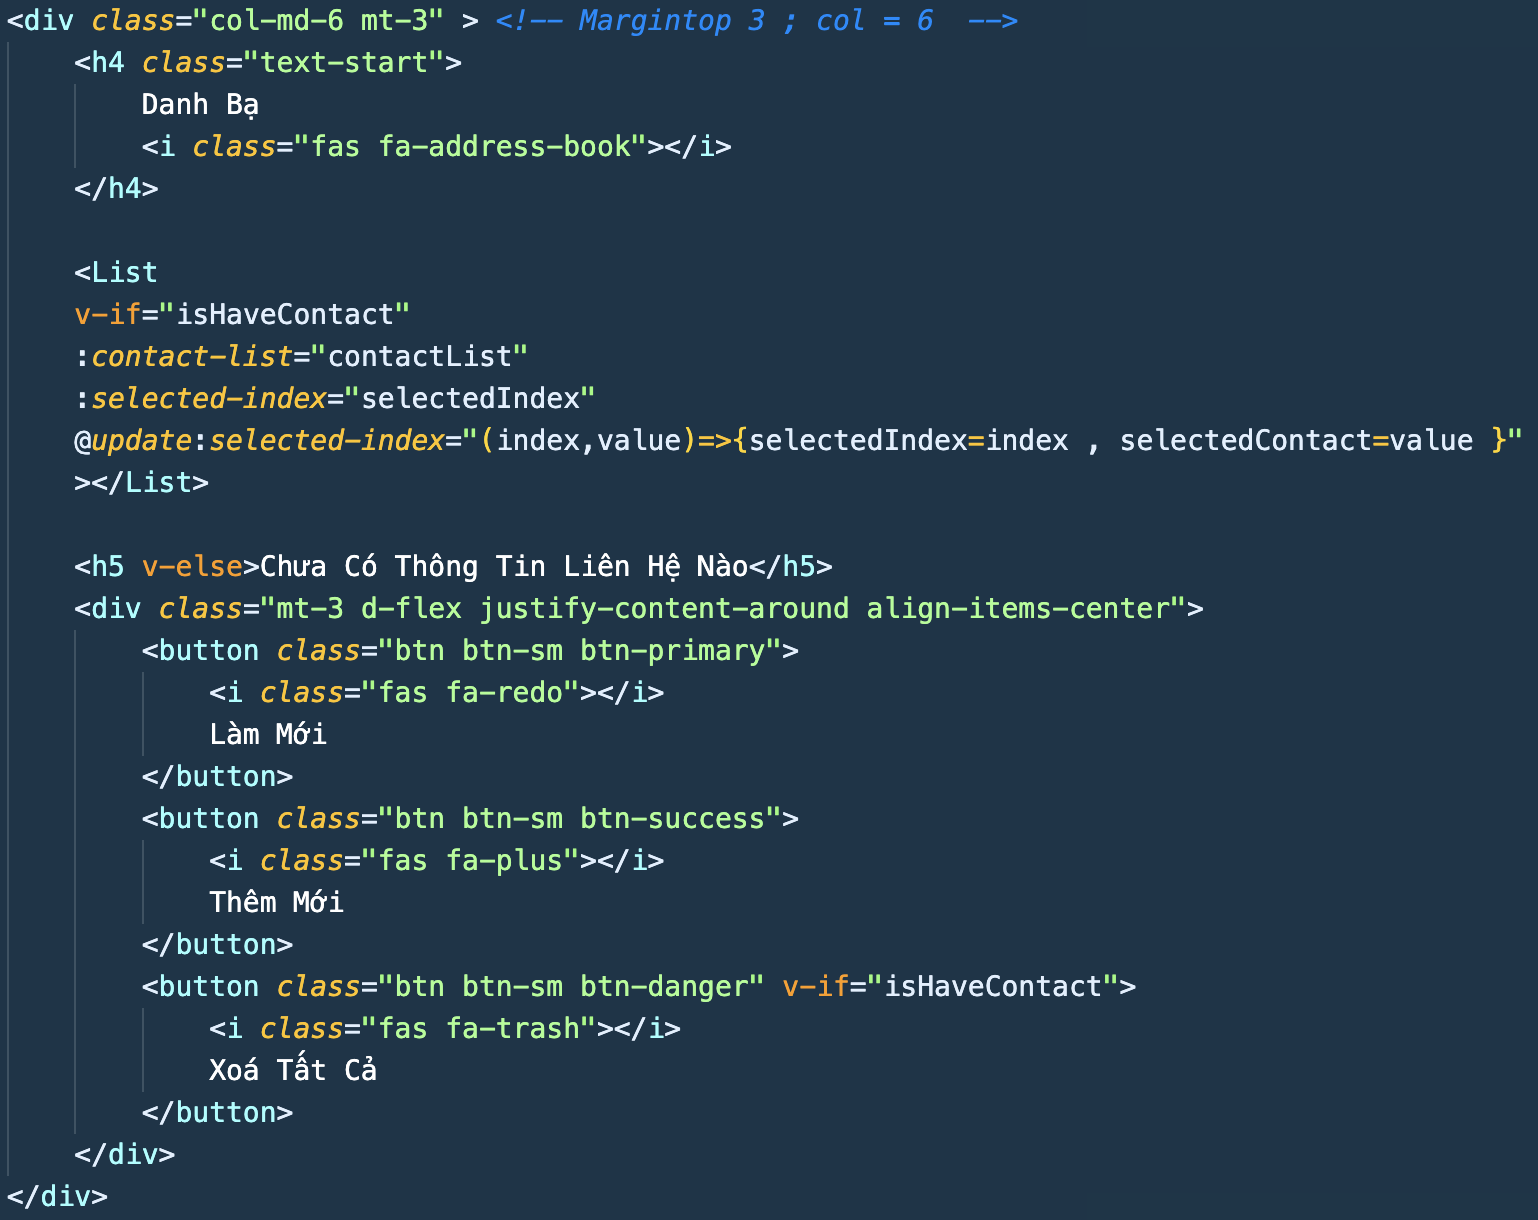 <div class="col-md-6 mt-3" > <!-- Margintop 3 ; col = 6  -->
    <h4 class="text-start">
        Danh Bạ
        <i class="fas fa-address-book"></i>
    </h4>

    <List
    v-if="isHaveContact"
    :contact-list="contactList"
    :selected-index="selectedIndex"
    @update:selected-index="(index,value)=>{selectedIndex=index , selectedContact=value }"
    ></List>

    <h5 v-else>Chưa Có Thông Tin Liên Hệ Nào</h5>
    <div class="mt-3 d-flex justify-content-around align-items-center">
        <button class="btn btn-sm btn-primary">
            <i class="fas fa-redo"></i>
            Làm Mới
        </button>
        <button class="btn btn-sm btn-success">
            <i class="fas fa-plus"></i>
            Thêm Mới
        </button>
        <button class="btn btn-sm btn-danger" v-if="isHaveContact">
            <i class="fas fa-trash"></i>
            Xoá Tất Cả
        </button>
    </div>
</div>